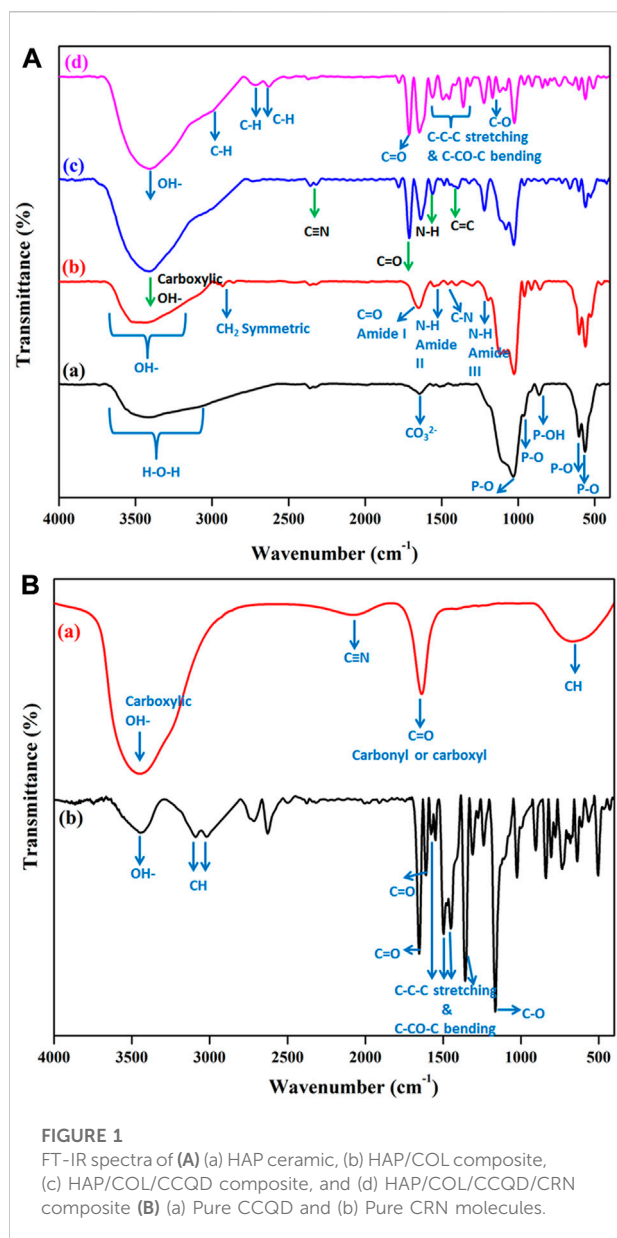 A
(d)
C-H
C-H
C-H
OH-
C=O
C-C-C stretching
& C-CO-C bending
C-O
(c)
C≡N
C=O
N-H
C=C
Carboxylic
OH-
(b)
OH-
CH2 Symmetric
C=O
Amide I
N-H
Amide
II
C-N
N-H
Amide
III
(a)
H-O-H
CO3 2-
P-O
P-O
P-OH
P-O
P-O
Transmittance (%)
4000 3500 3000 2500 2000 1500 1000 500
Wavenumber (cm-1)
B
(a)
Carboxylic
OH-
C≡N
C=O
Carbonyl or carboxyl
CH
(b)
OH-
CH
C=O
C=O
C-C-C stretching
&
C-CO-C bending
C-O
Transmittance (%)
4000 3500 3000 2500 2000 1500 1000 500
Wavenumber (cm-1)
FIGURE 1
FT-IR spectra of (A) (a) HAP ceramic, (b) HAP/COL composite,
(c) HAP/COL/CCQD composite, and (d) HAP/COL/CCQD/CRN
composite (B) (a) Pure CCQD and (b) Pure CRN molecules.